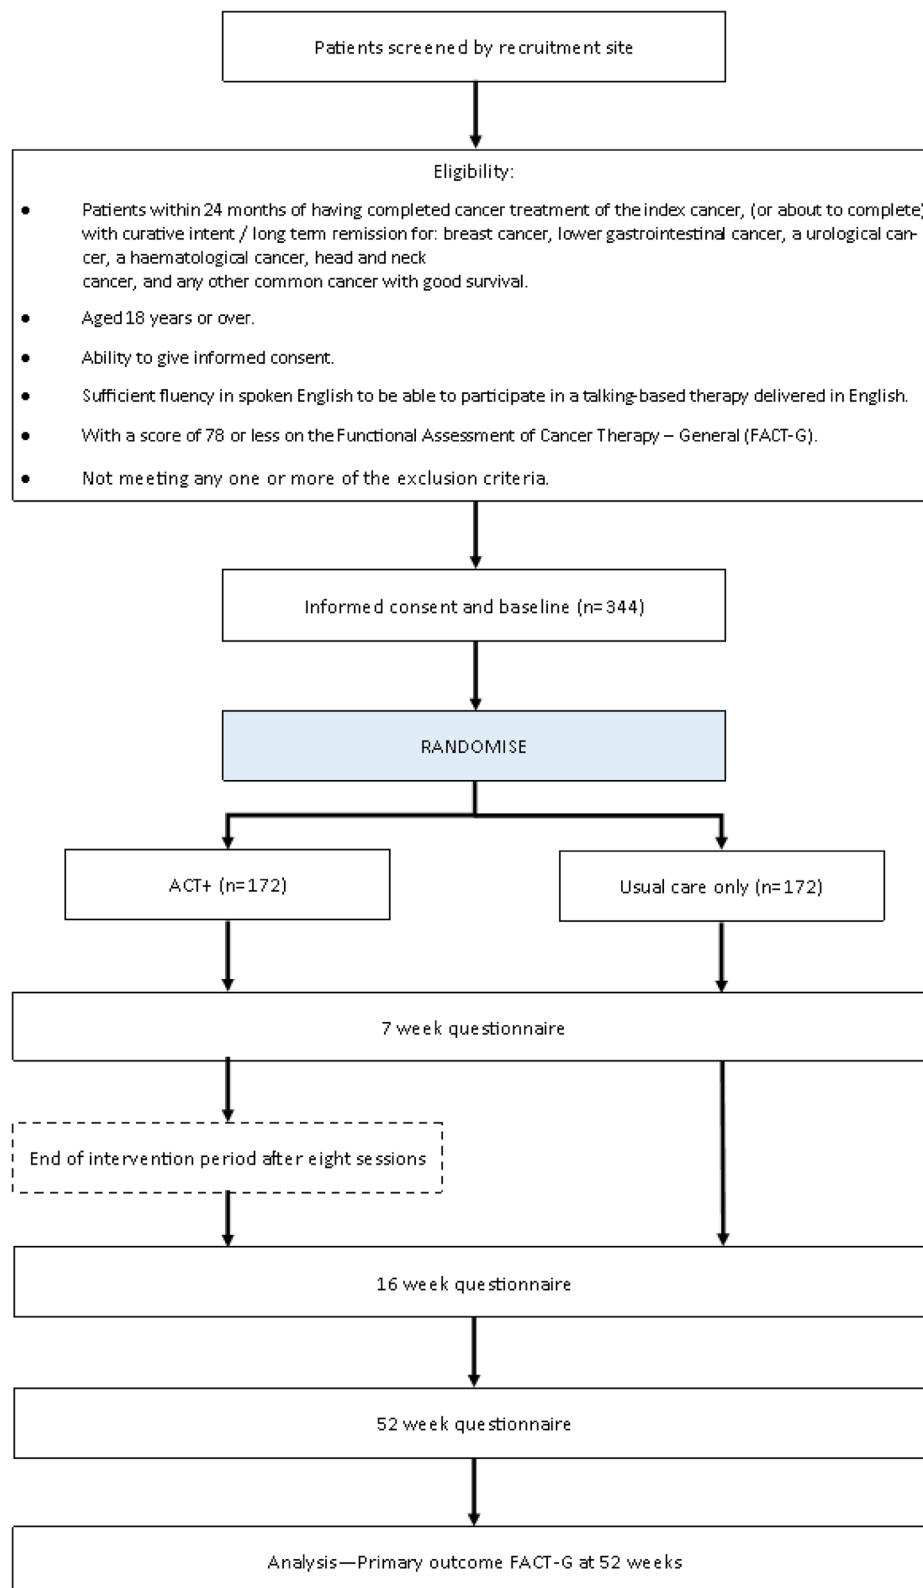 Patients screened by recruitment site
Eligibility:
● Patients within 24 months of having completed cancer treatment of the index cancer, (or about to complete)
with curative intent / long term remission for: breast cancer, lower gastrointestinal cancer, a urological can-
cer, a haematological cancer, head and neck
cancer, and any other common cancer with good survival.
● Aged 18 years or over.
● Ability to give informed consent.
● Sufficient fluency in spoken English to be able to participate in a talking-based therapy delivered in English.
● With a score of 78 or less on the Functional Assessment of Cancer Therapy – General (FACT-G).
● Not meeting any one or more of the exclusion criteria.
Informed consent and baseline (n=344)
RANDOMISE
ACT+ (n=172)
Usual care only (n=172)
7 week questionnaire
End of intervention period after eight sessions
16 week questionnaire
52 week questionnaire
Analysis—Primary outcome FACT-G at 52 weeks